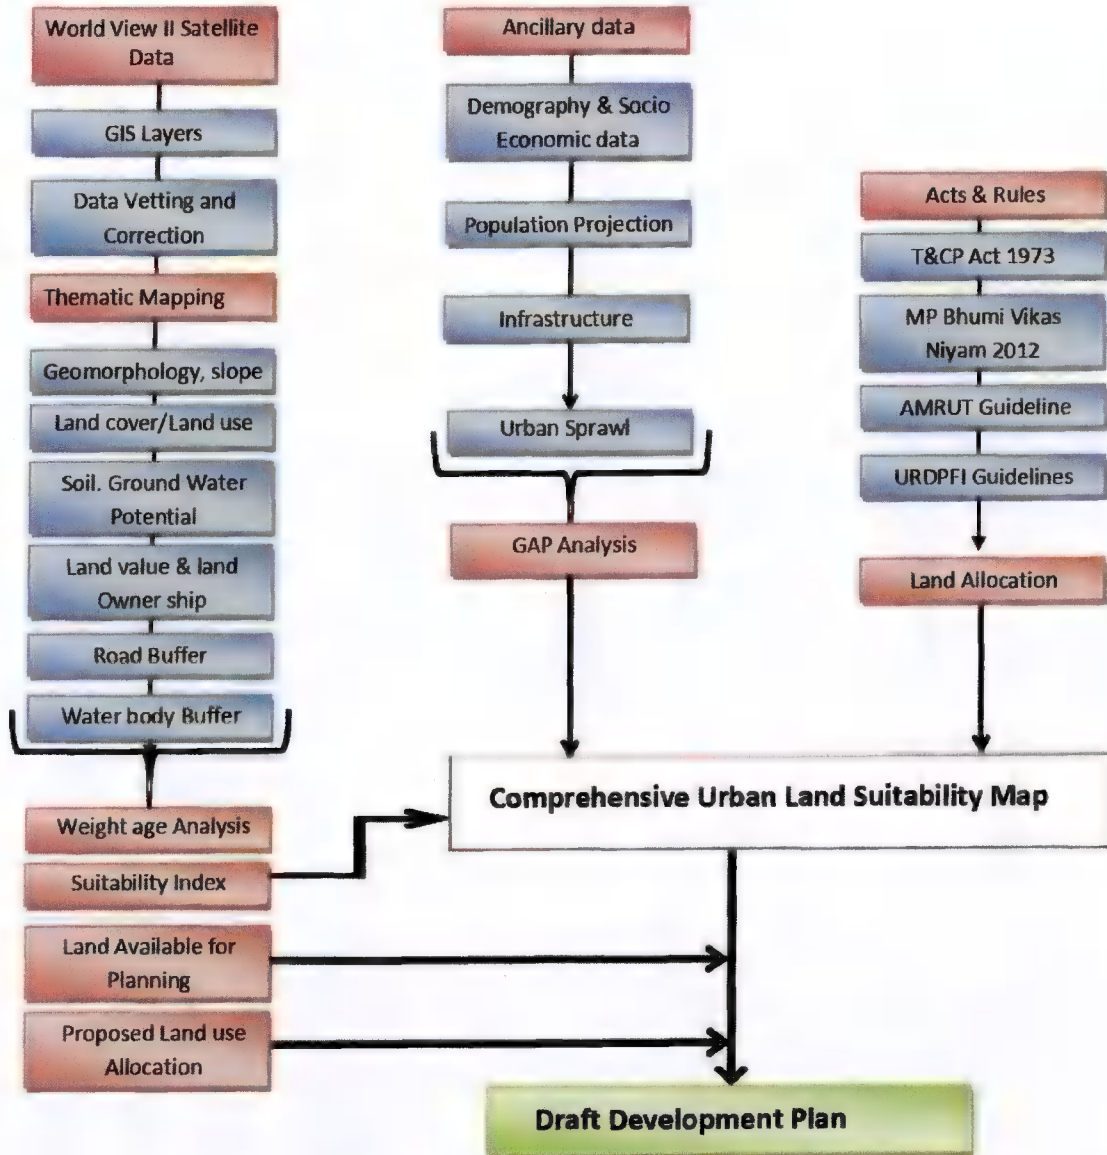 World View II Satellite
Data
GIS Layers
Data Vetting and
Correction
Thematic Mapping
Geomorphology, slope
Land cover/Land use
Soil. Ground Water
Potential
Land value & land
Owner ship
Road Buffer
Water body Buffer
Weight age Analysis
Suitability Index
Land Available for
Planning
Proposed Land use
Allocation
Ancillary data
Demography & Socio
Economic data
Population Projection
Infrastructure
Urban Sprawl
GAP Analysis
Acts & Rules
T&CP Act 1973
MP Bhumi Vikas
Niyam 2012
AMRUT Guideline
URDPFI Guidelines
Land Allocation
Comprehensive Urban Land Suitability Map
Draft Development Plan